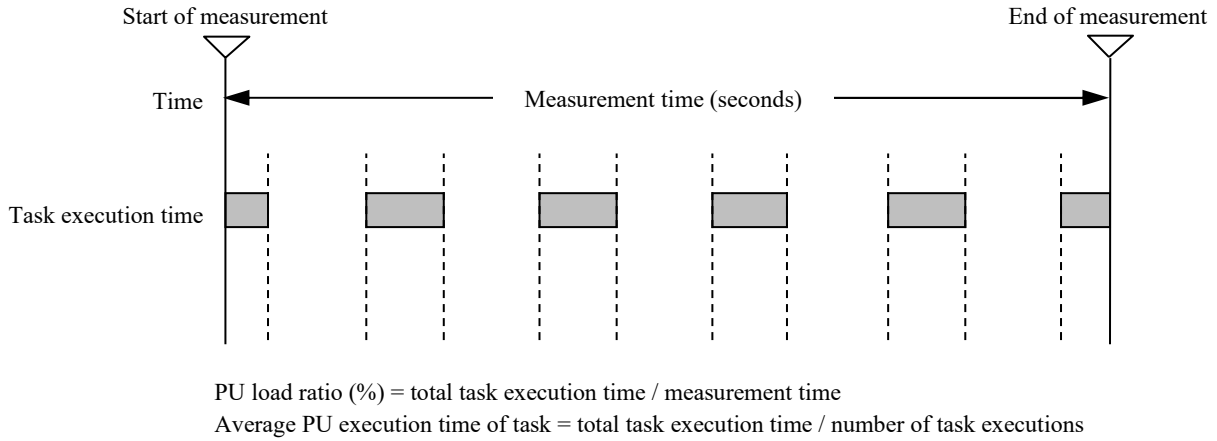 Start of measurement
End of measurement
Time
Measurement time (seconds)
Task execution time
PU load ratio (%) = total task execution time / measurement time
Average PU execution time of task = total task execution time / number of task executions